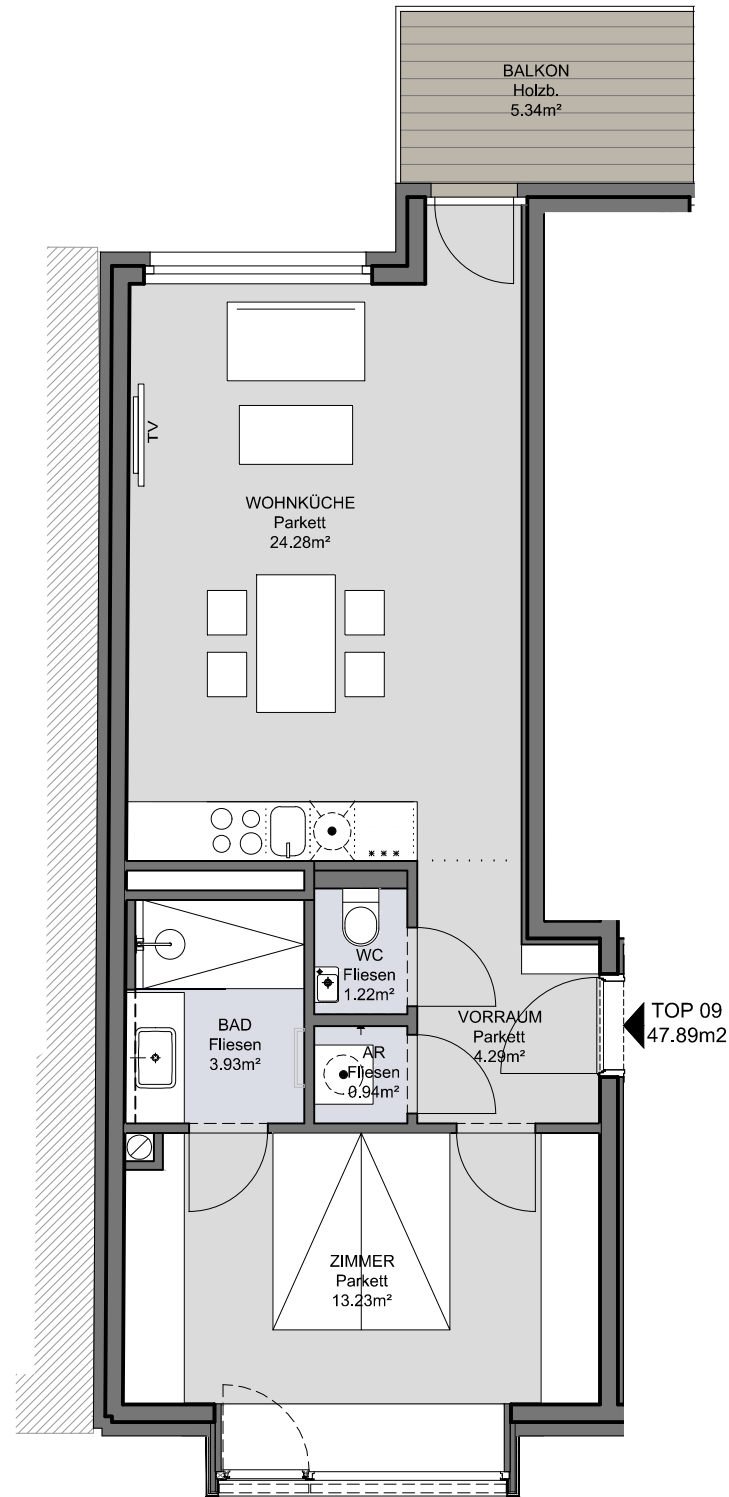 BALKON
Holzb.
5.34m²
TV
WOHNKÜCHE
Parkett
24.28m²
WC
Fliesen
1.22m²
BAD
Fliesen
3.93m²
VORRAUM
Parkett
4.29m²
TOP 09
47.89m2
AR
Fliesen
0.94m²
ZIMMER
Parkett
13.23m²